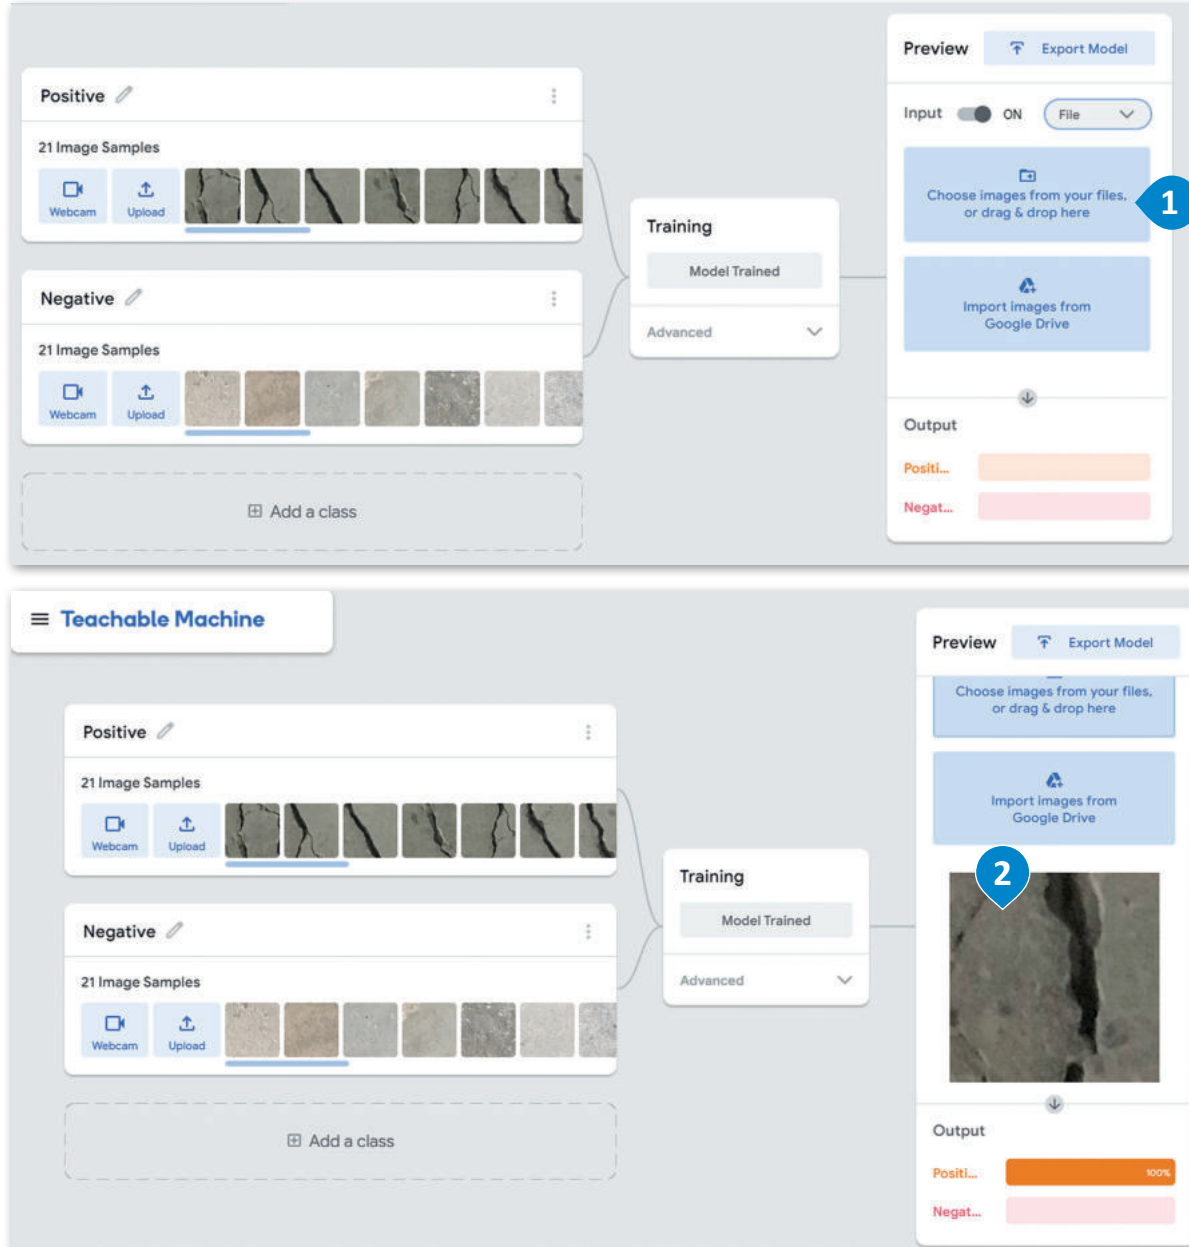 Positive
21 Image Samples
Webcam
Upload
Negative
21 Image Samples
Webcam
Upload
Add a class
Training
Model Trained
Advanced
Preview
Export Model
Input
ON
File
Choose images from your files,
or drag & drop here
1
Import images from
Google Drive
Output
Positi...
Negat...
Teachable Machine
Positive
21 Image Samples
Webcam
Upload
Negative
21 Image Samples
Webcam
Upload
Add a class
Training
Model Trained
Advanced
Preview
Export Model
Choose images from your files,
or drag & drop here
Import images from
Google Drive
2
Output
Positi...
100%
Negat...